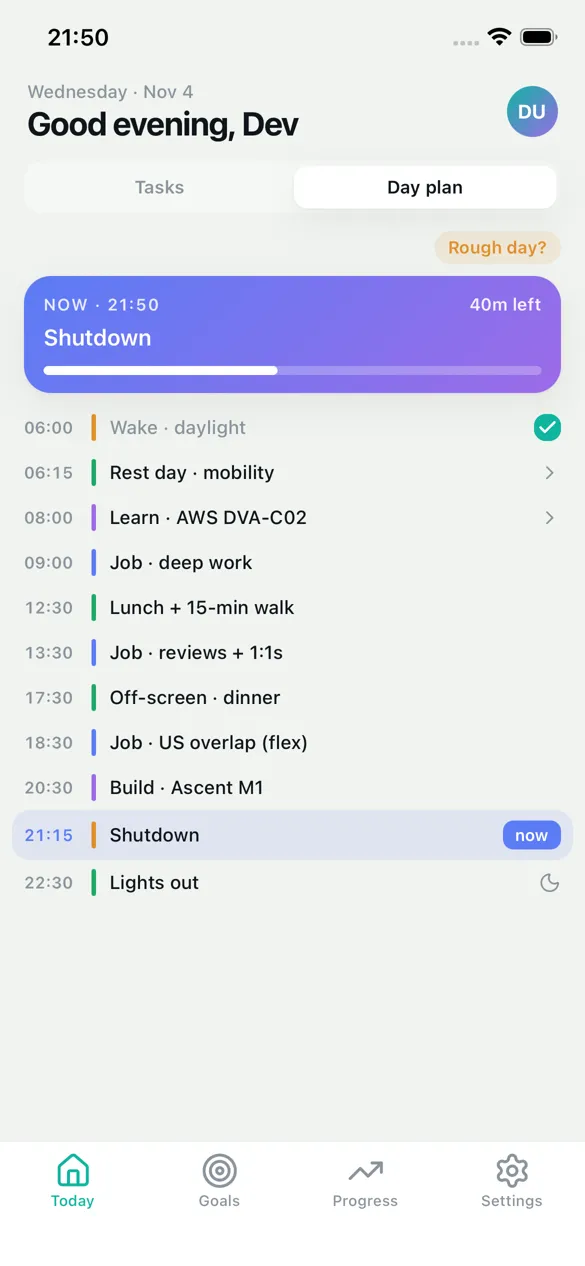 21:50
Wednesday · Nov 4
Good evening, Dev
DU
Tasks
Day plan
Rough day?
NOW · 21:50
40m left
Shutdown
06:00 Wake · daylight
06:15 Rest day · mobility
08:00 Learn · AWS DVA-C02
09:00 Job · deep work
12:30 Lunch + 15-min walk
13:30 Job · reviews + 1:1s
17:30 Off-screen · dinner
18:30 Job · US overlap (flex)
20:30 Build · Ascent M1
21:15 Shutdown now
22:30 Lights out
Today
Goals
Progress
Settings